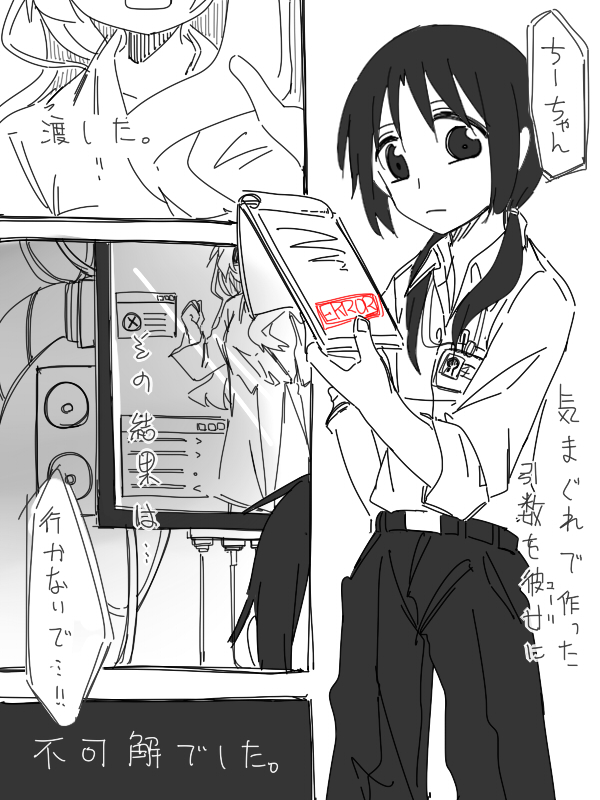 ちーちゃん
ERROR
気まぐれで作った
引数を彼女に
ユーザ
渡した。
その結果は…
行かないで…!!
不可解でした。